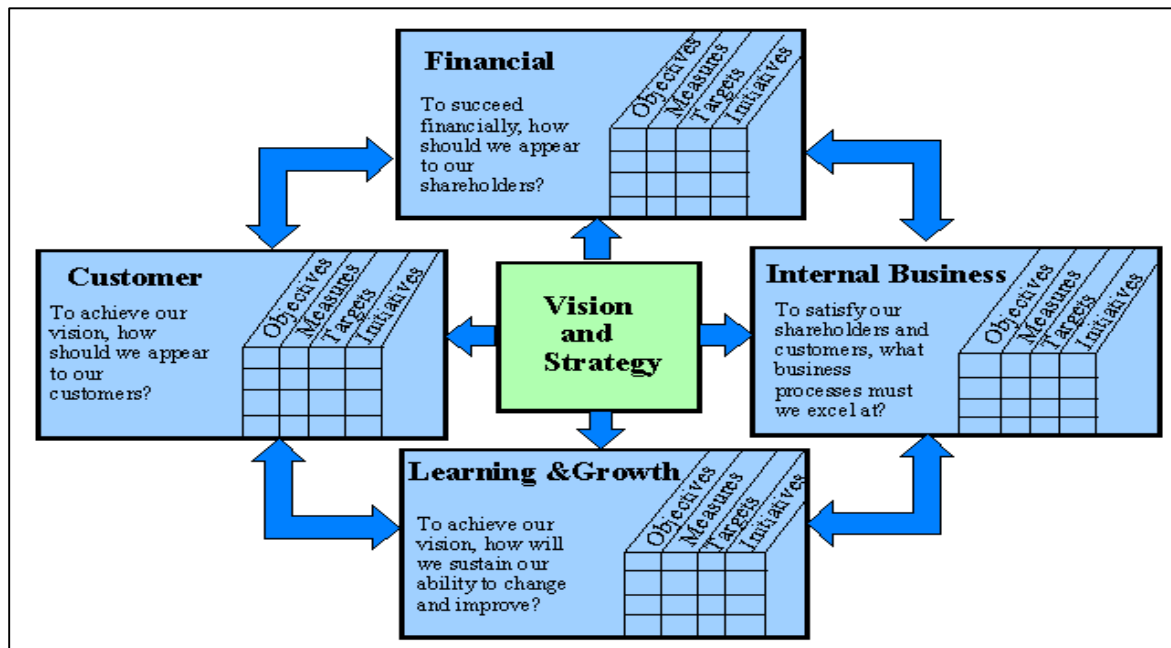 Financial
To succeed
financially, how
should we appear
to our
shareholders?
Objectives
Measures
Targets
Initiatives
Customer
To achieve our
vision, how
should we appear
to our
customers?
Objectives
Measures
Targets
Initiatives
Vision
and
Strategy
Internal Business
To satisfy our
shareholders and
customers, what
business
processes must
we excel at?
Objectives
Measures
Targets
Initiatives
Learning &Growth
To achieve our
vision, how will
we sustain our
ability to change
and improve?
Objectives
Measures
Targets
Initiatives